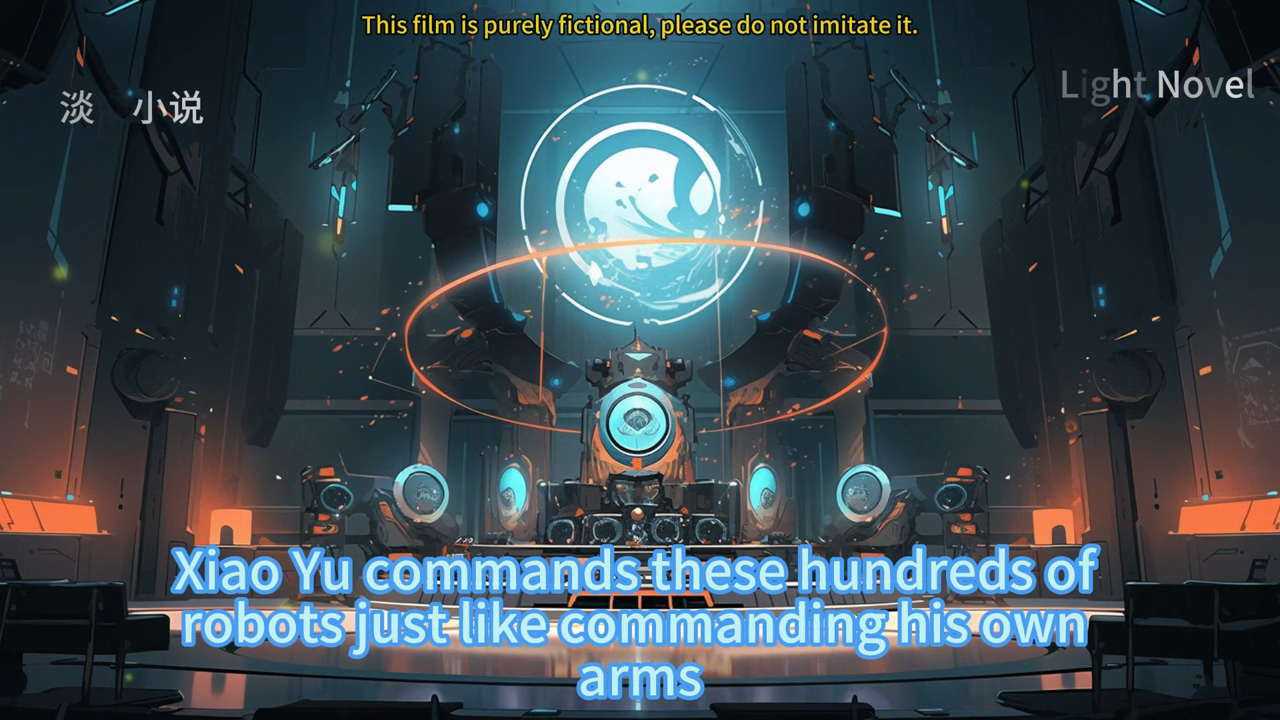 This film is purely fictional, please do not imitate it.
淡 小说
Light Novel
Xiao Yu commands these hundreds of
robots just like commanding his own
arms